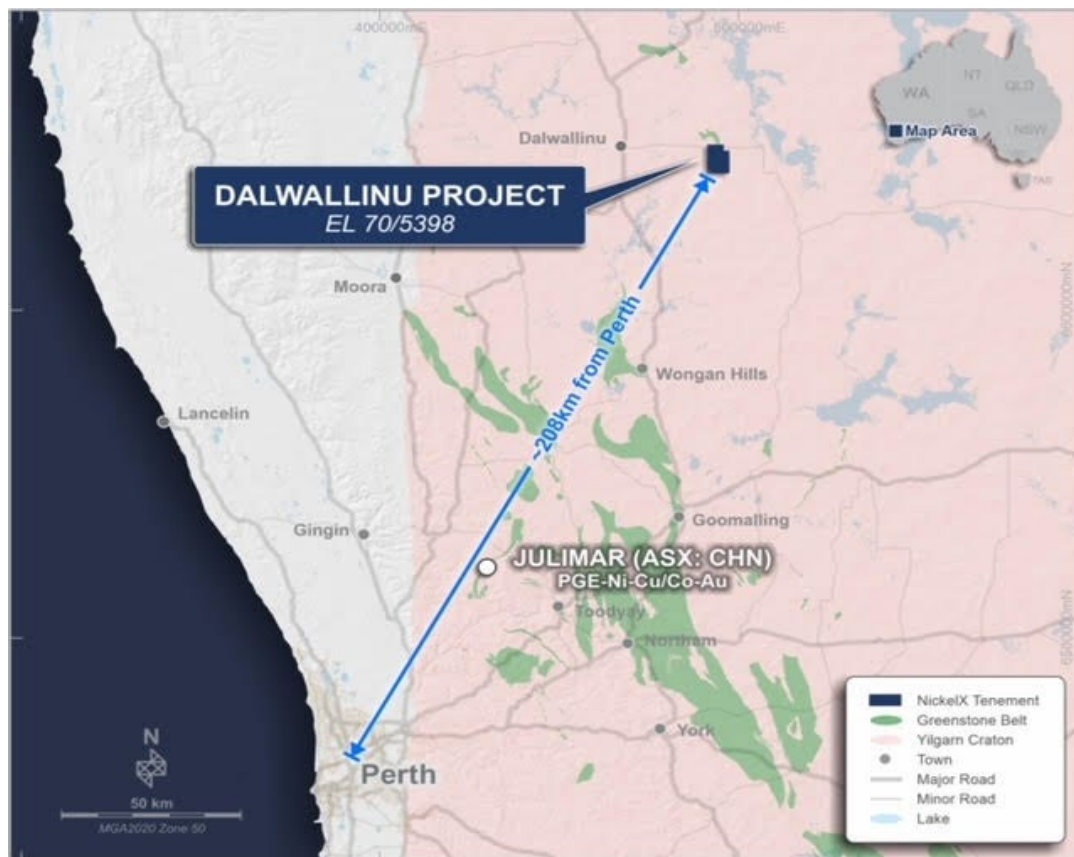 400000mE
500000mE
NT
QLD
WA
SA
NSW
TAS
Map Area
Dalwallinu
DALWALLINU PROJECT
EL 70/5398
Moora
~208km from Perth
Wongan Hills
Lancelin
Goomalling
Gingin
JULIMAR (ASX: CHN)
PGE-Ni-Cu/Co-Au
Toodyay
Northam
York
Perth
N
50 km
MGA2020 Zone 50
NickelX Tenement
Greenstone Belt
Yilgarn Craton
Town
Major Road
Minor Road
Lake